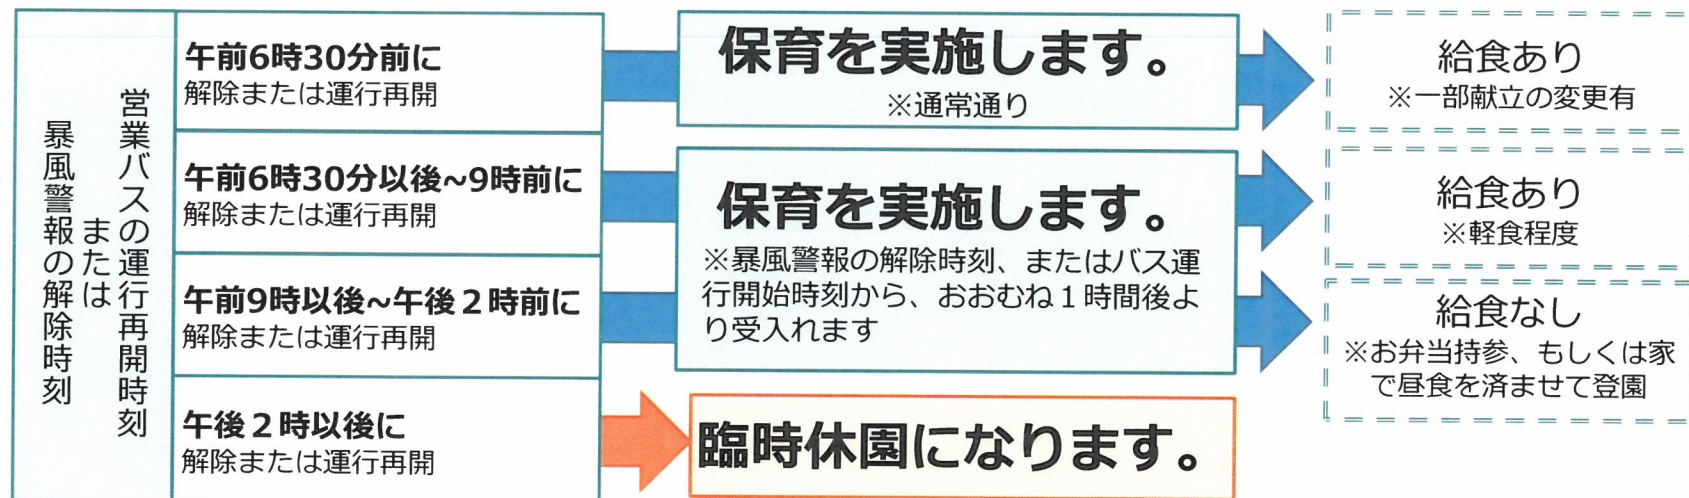 営業バスの運行再開時刻
または
暴風警報の解除時刻
午前6時30分前に
解除または運行再開
保育を実施します。
※通常通り
給食あり
※一部献立の変更有
午前6時30分以後~9時前に
解除または運行再開
午前9時以後~午後２時前に
解除または運行再開
保育を実施します。
※暴風警報の解除時刻、またはバス運
行開始時刻から、おおむね１時間後よ
り受入れます
給食あり
※軽食程度
給食なし
※お弁当持参、もしくは家
で昼食を済ませて登園
午後２時以後に
解除または運行再開
臨時休園になります。